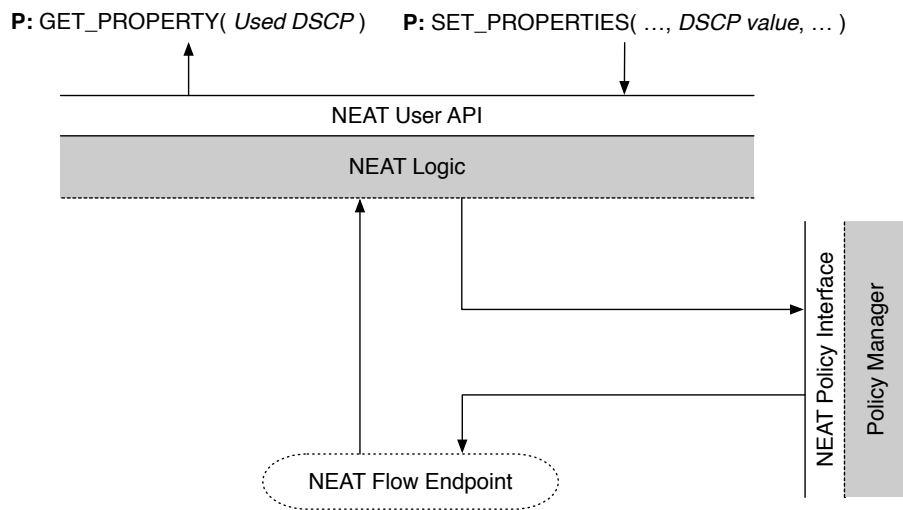 P: GET_PROPERTY( Used DSCP ) P: SET_PROPERTIES( …, DSCP value, … )
NEAT User API
NEAT Logic
NEAT Policy Interface
Policy Manager
NEAT Flow Endpoint